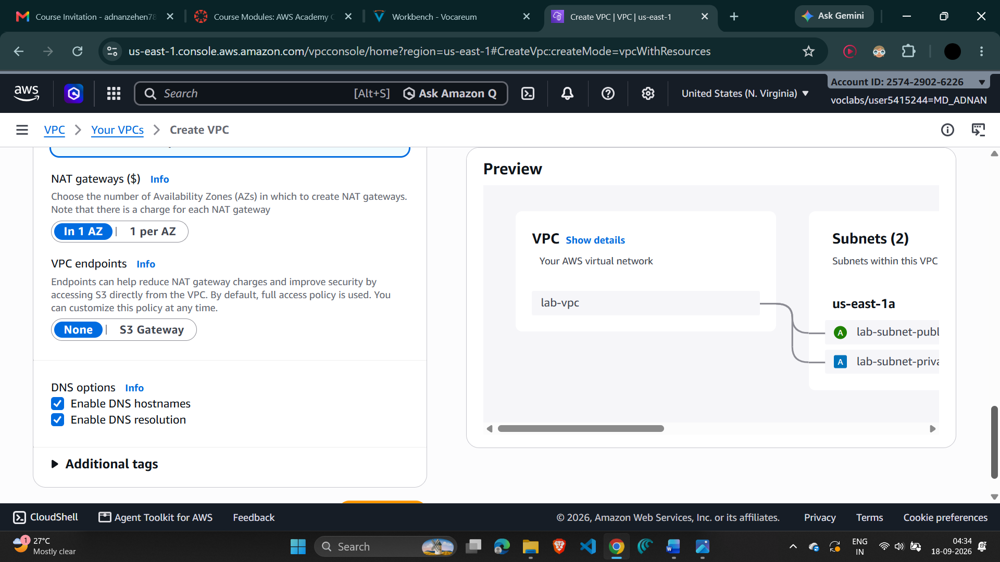 Course Invitation - adnanzehen78
Course Modules: AWS Academy C
Workbench - Vocareum
Create VPC | VPC | us-east-1
Ask Gemini
us-east-1.console.aws.amazon.com/vpcconsole/home?region=us-east-1#CreateVpc:createMode=vpcWithResources
aws
Search
[Alt+S]
Ask Amazon Q
United States (N. Virginia)
Account ID: 2574-2902-6226
voclabs/user5415244=MD_ADNAN
VPC
Your VPCs
Create VPC
NAT gateways ($) Info
Choose the number of Availability Zones (AZs) in which to create NAT gateways.
Note that there is a charge for each NAT gateway
In 1 AZ
1 per AZ
VPC endpoints Info
Endpoints can help reduce NAT gateway charges and improve security by
accessing S3 directly from the VPC. By default, full access policy is used. You
can customize this policy at any time.
None
S3 Gateway
DNS options Info
Enable DNS hostnames
Enable DNS resolution
Additional tags
Preview
VPC Show details
Your AWS virtual network
lab-vpc
Subnets (2)
Subnets within this VPC
us-east-1a
A lab-subnet-publ
A lab-subnet-priva
CloudShell
Agent Toolkit for AWS
Feedback
© 2026, Amazon Web Services, Inc. or its affiliates.
Privacy
Terms
Cookie preferences
1
27°C
Mostly clear
Search
ENG
IN
04:34
18-09-2026